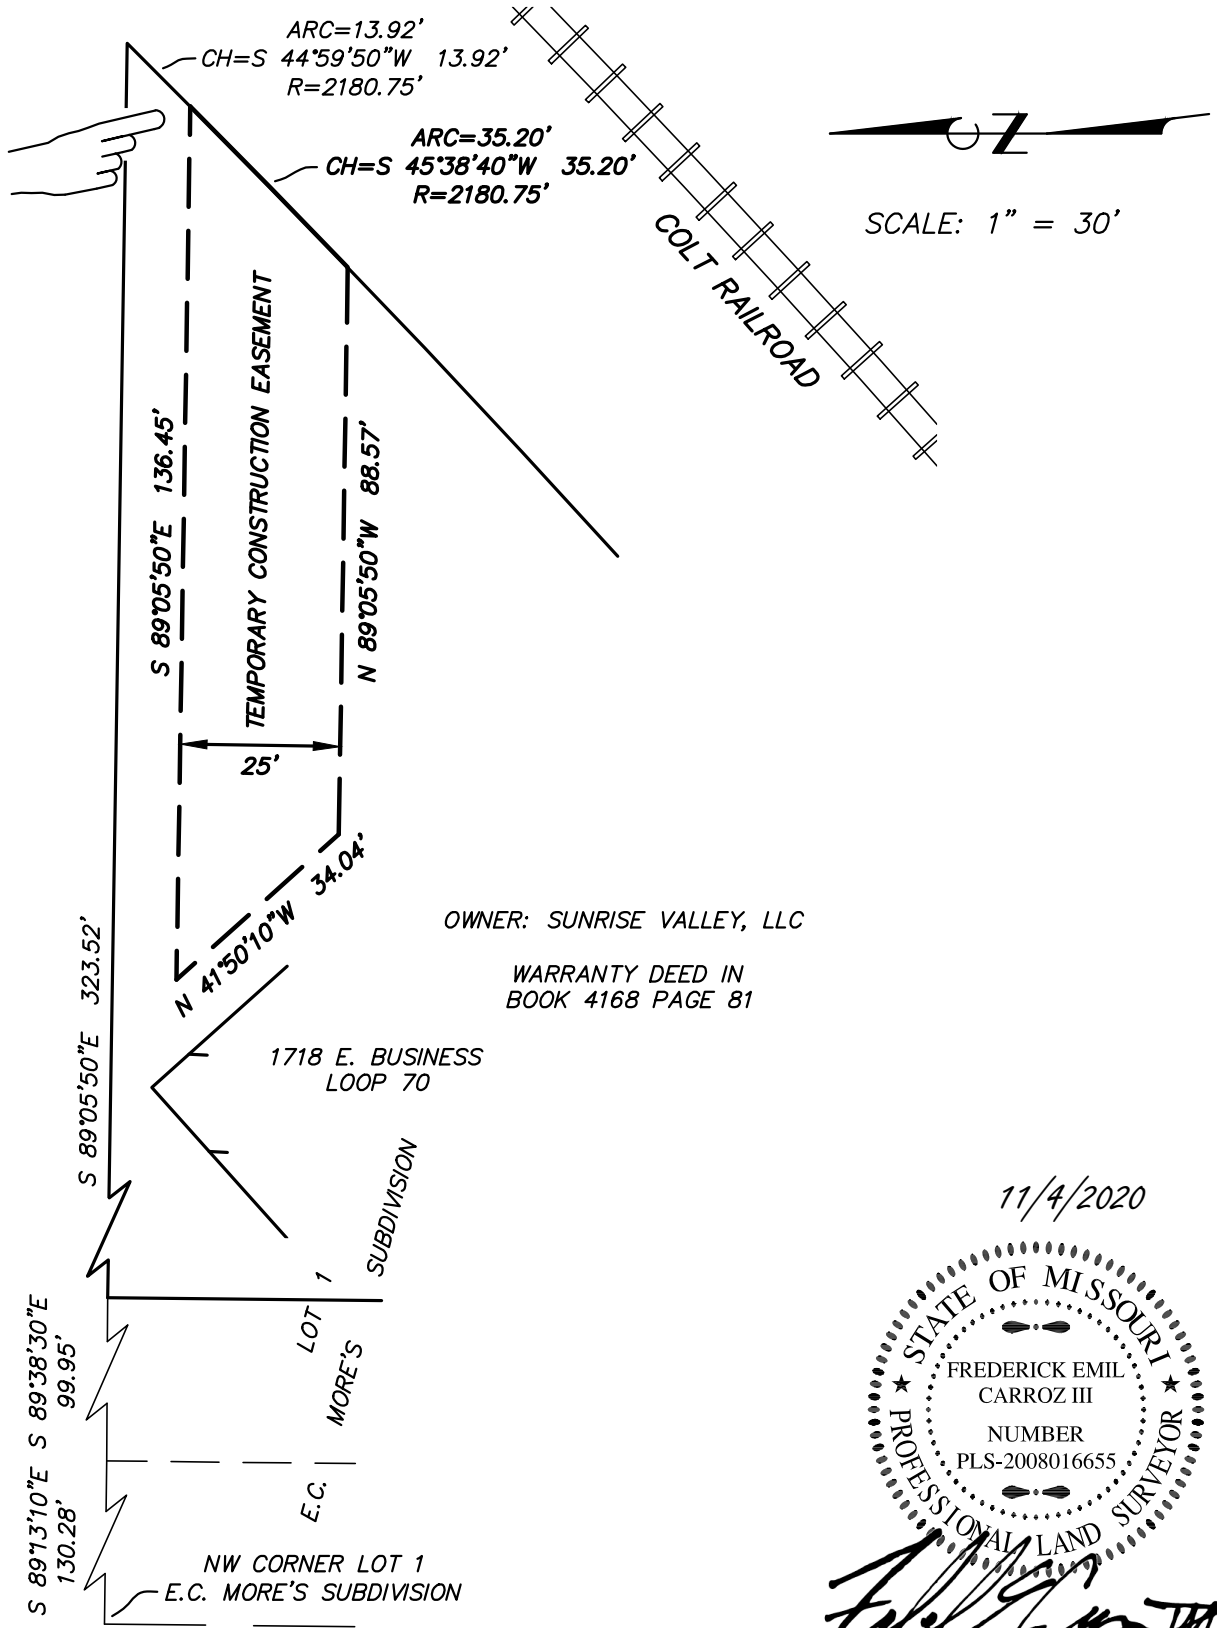 ARC=13.92'
CH=S 44°59'50"W 13.92'
R=2180.75'
ARC=35.20'
CH=S 45°38'40"W 35.20'
R=2180.75'
COLT RAILROAD
N
SCALE: 1" = 30'
S 89°05'50"E 136.45'
TEMPORARY CONSTRUCTION EASEMENT
N 89°05'50"W 88.57'
25'
N 41°50'10"W 34.04'
S 89°05'50"E 323.52'
OWNER: SUNRISE VALLEY, LLC
WARRANTY DEED IN
BOOK 4168 PAGE 81
1718 E. BUSINESS
LOOP 70
LOT 1
E.C. MORE'S SUBDIVISION
S 89°38'30"E
99.95'
S 89°13'10"E
130.28'
NW CORNER LOT 1
E.C. MORE'S SUBDIVISION
11/4/2020
STATE OF MISSOURI
FREDERICK EMIL
CARROZ III
NUMBER
PLS-2008016655
PROFESSIONAL LAND SURVEYOR